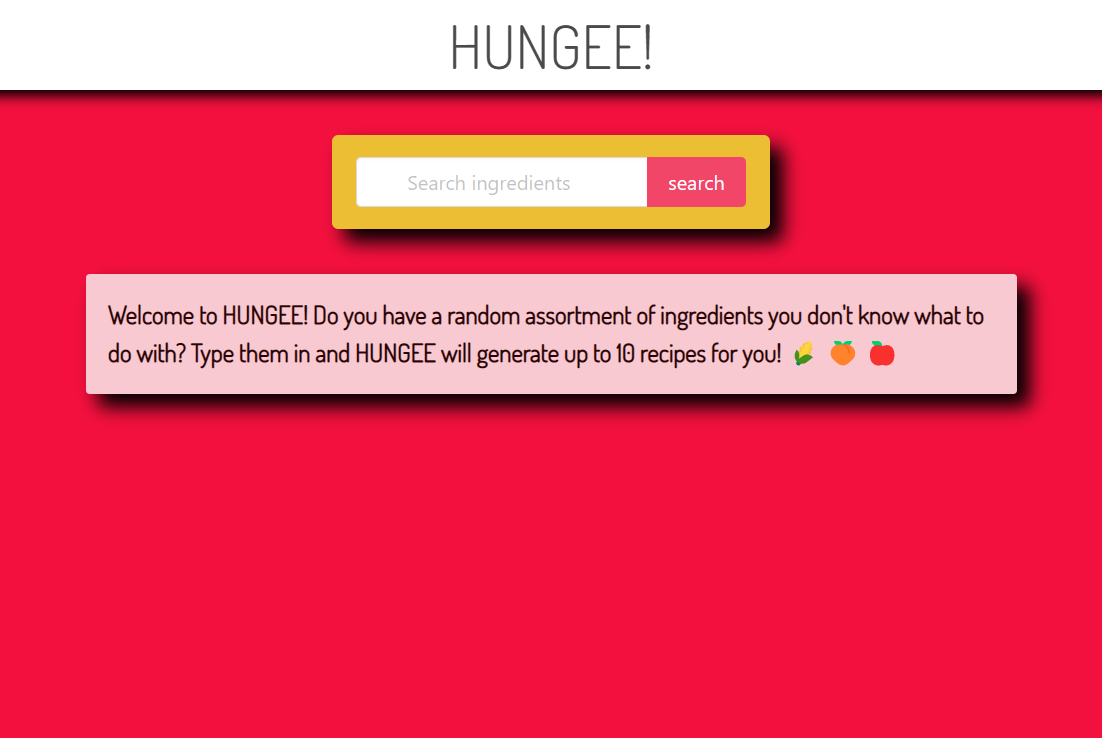 HUNGEE!
Search ingredients
search
Welcome to HUNGEE! Do you have a random assortment of ingredients you don't know what to
do with? Type them in and HUNGEE will generate up to 10 recipes for you! 🌽 🍑 🍎